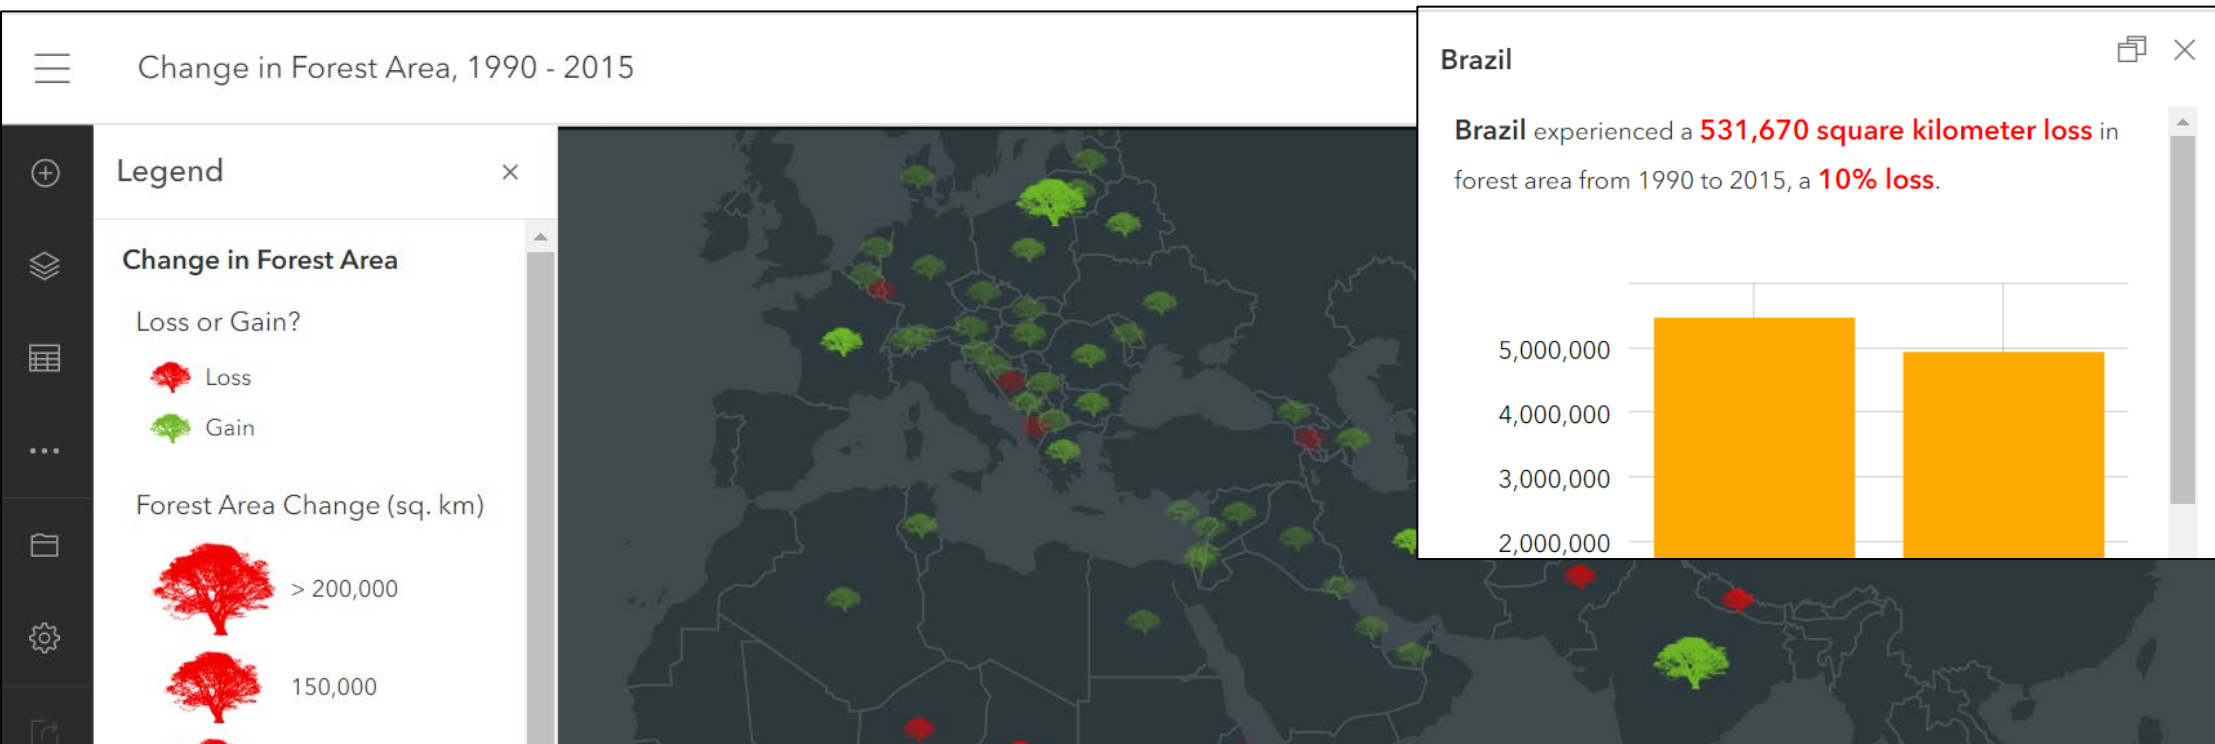 Change in Forest Area, 1990 - 2015
Legend
Change in Forest Area
Loss or Gain?
Loss
Gain
Forest Area Change (sq. km)
> 200,000
150,000
Brazil
Brazil experienced a 531,670 square kilometer loss in
forest area from 1990 to 2015, a 10% loss.
5,000,000
4,000,000
3,000,000
2,000,000